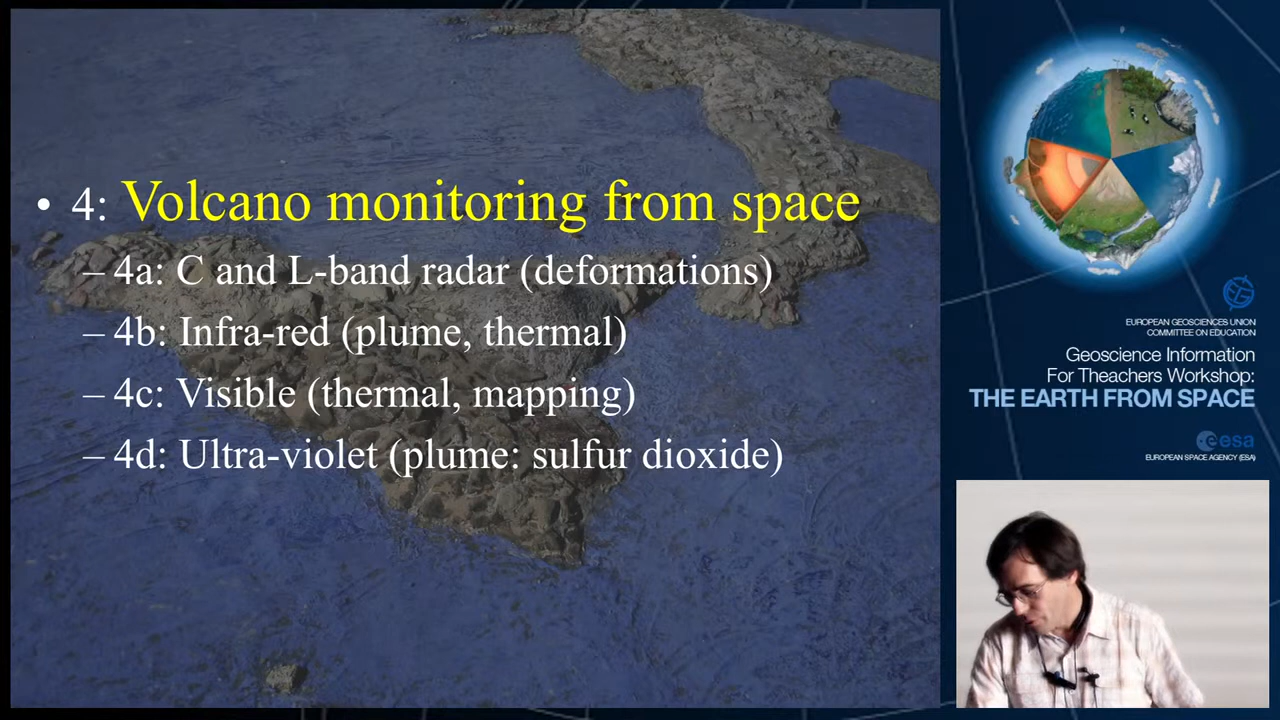 • 4: Volcano monitoring from space
– 4a: C and L-band radar (deformations)
– 4b: Infra-red (plume, thermal)
– 4c: Visible (thermal, mapping)
– 4d: Ultra-violet (plume: sulfur dioxide)
EUROPEAN GEOSCIENCES UNION
COMMITTEE ON EDUCATION
Geoscience Information
For Theachers Workshop:
THE EARTH FROM SPACE
esa
EUROPEAN SPACE AGENCY (ESA)